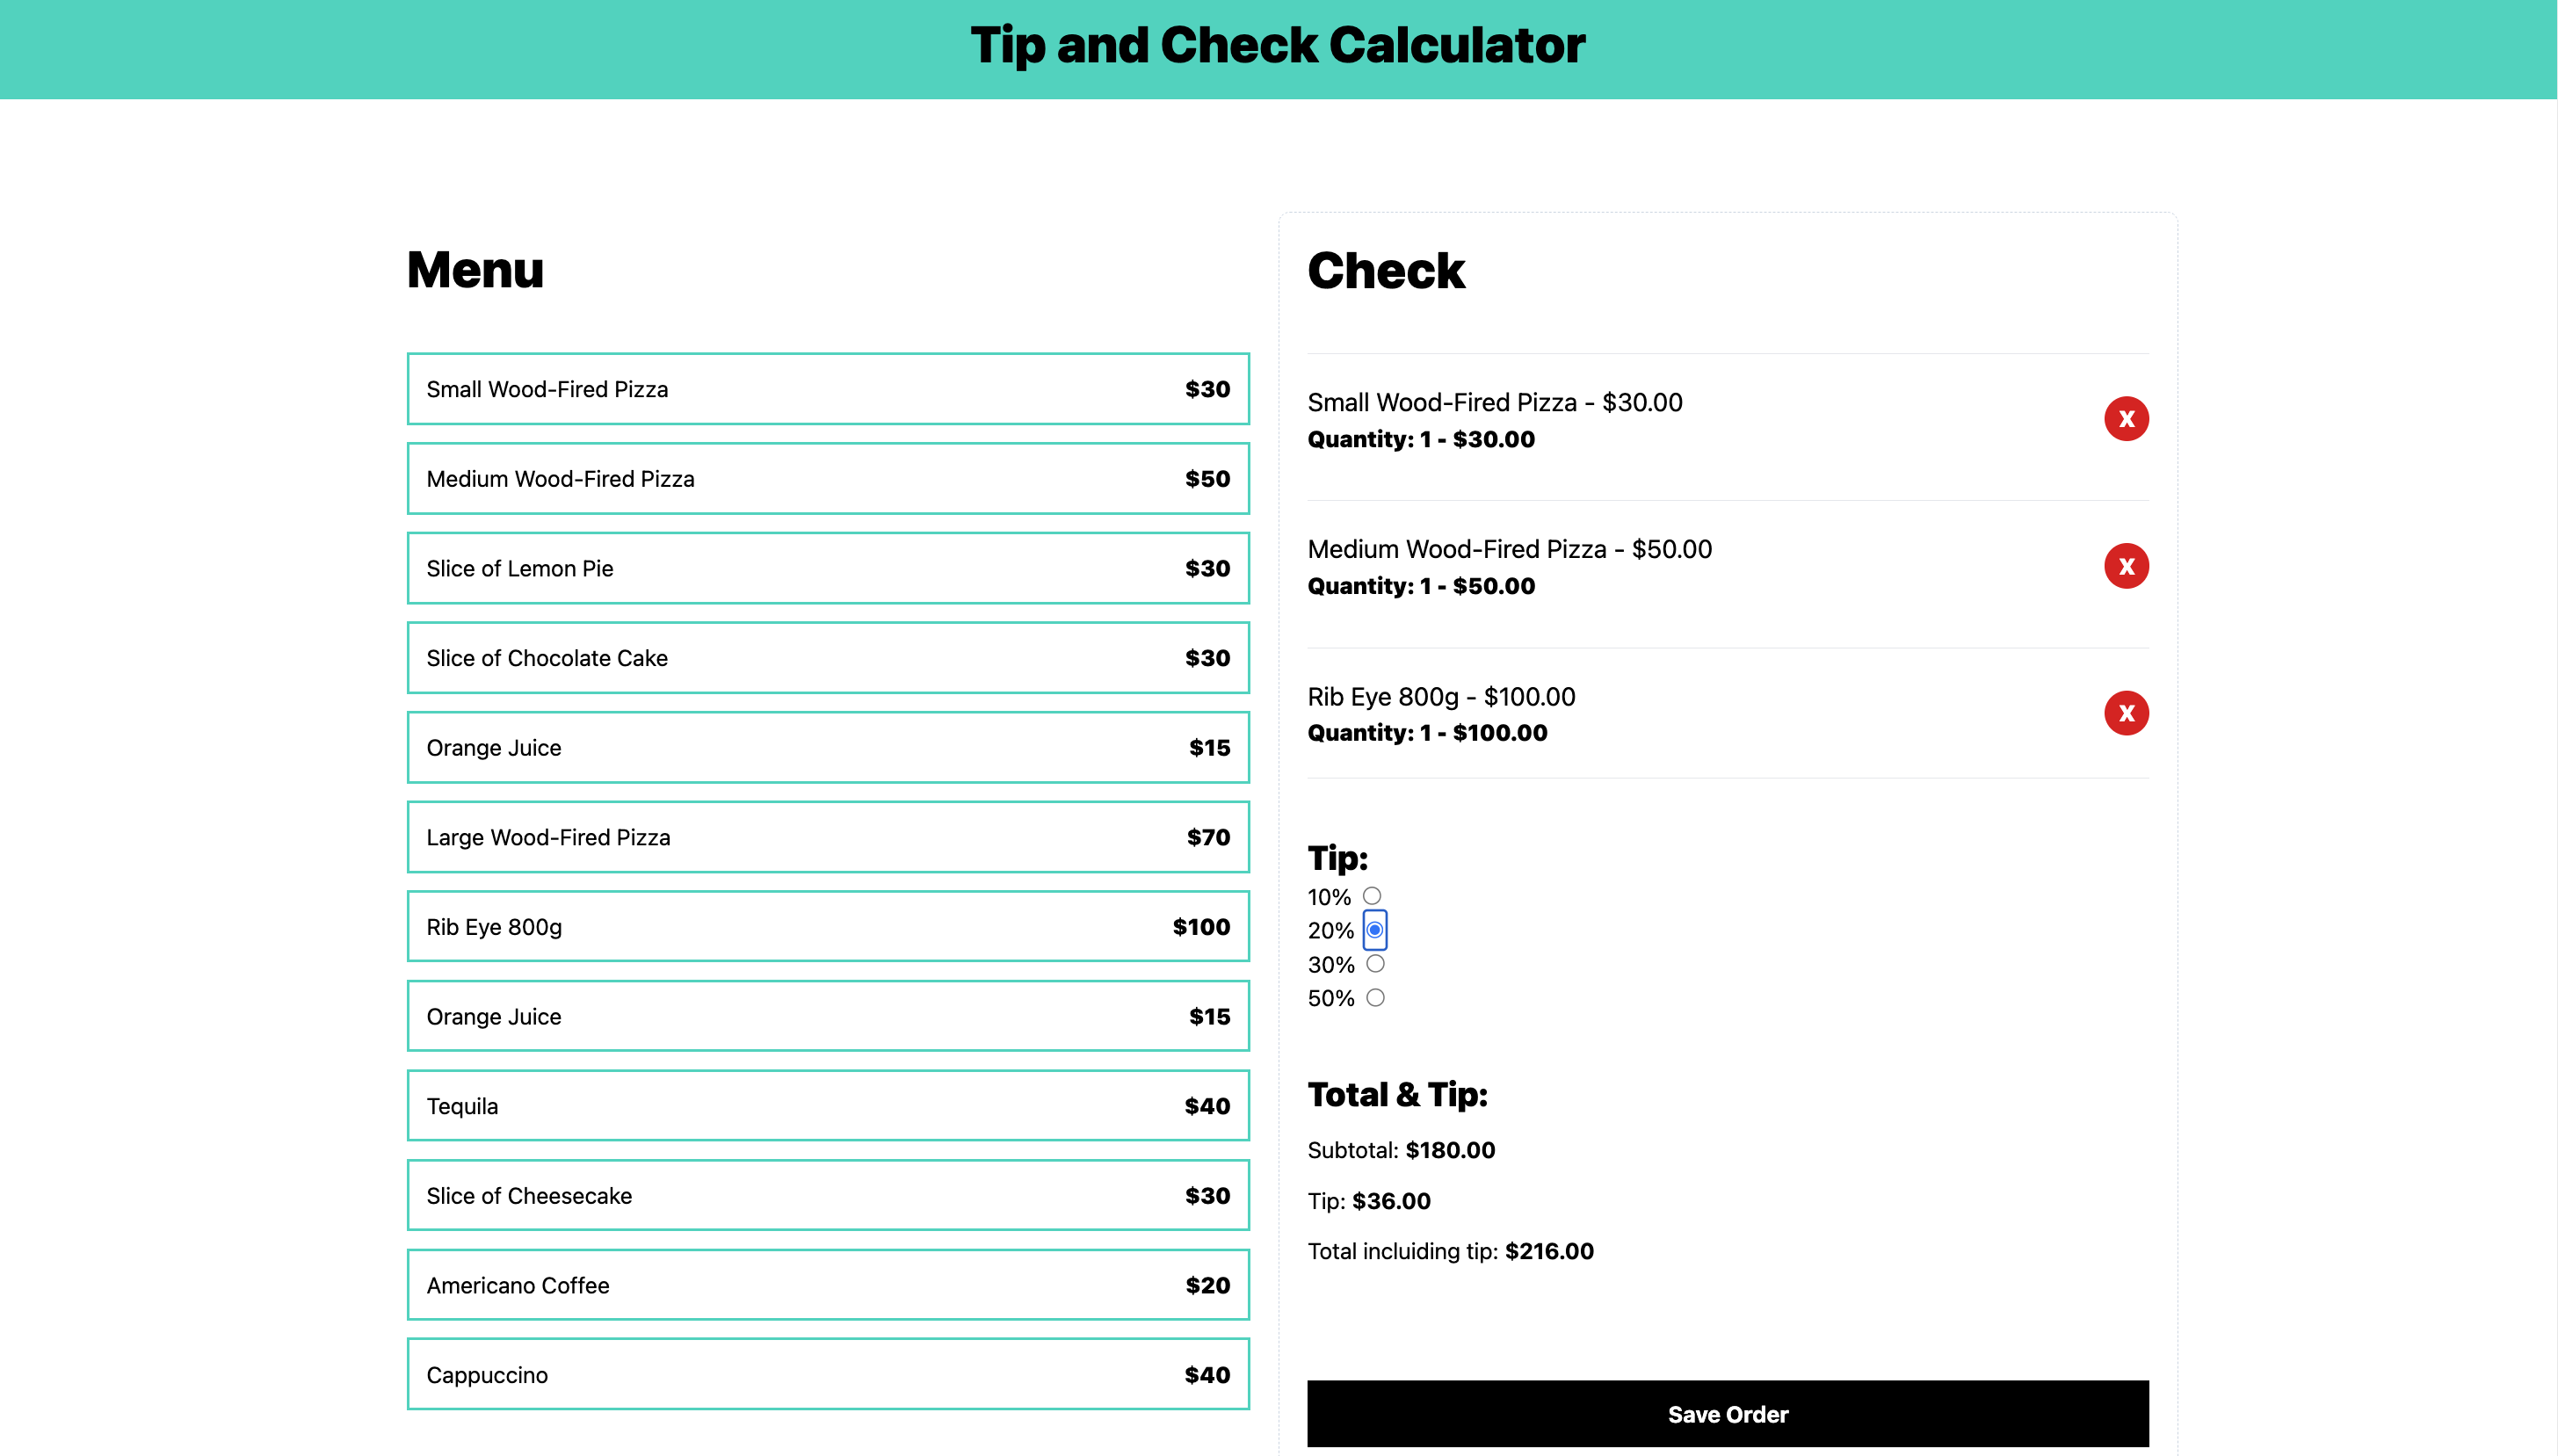 Tip and Check Calculator
Menu
Small Wood-Fired Pizza $30
Medium Wood-Fired Pizza $50
Slice of Lemon Pie $30
Slice of Chocolate Cake $30
Orange Juice $15
Large Wood-Fired Pizza $70
Rib Eye 800g $100
Orange Juice $15
Tequila $40
Slice of Cheesecake $30
Americano Coffee $20
Cappuccino $40
Check
Small Wood-Fired Pizza - $30.00
Quantity: 1 - $30.00
X
Medium Wood-Fired Pizza - $50.00
Quantity: 1 - $50.00
X
Rib Eye 800g - $100.00
Quantity: 1 - $100.00
X
Tip:
10%
20%
30%
50%
Total & Tip:
Subtotal: $180.00
Tip: $36.00
Total incluiding tip: $216.00
Save Order